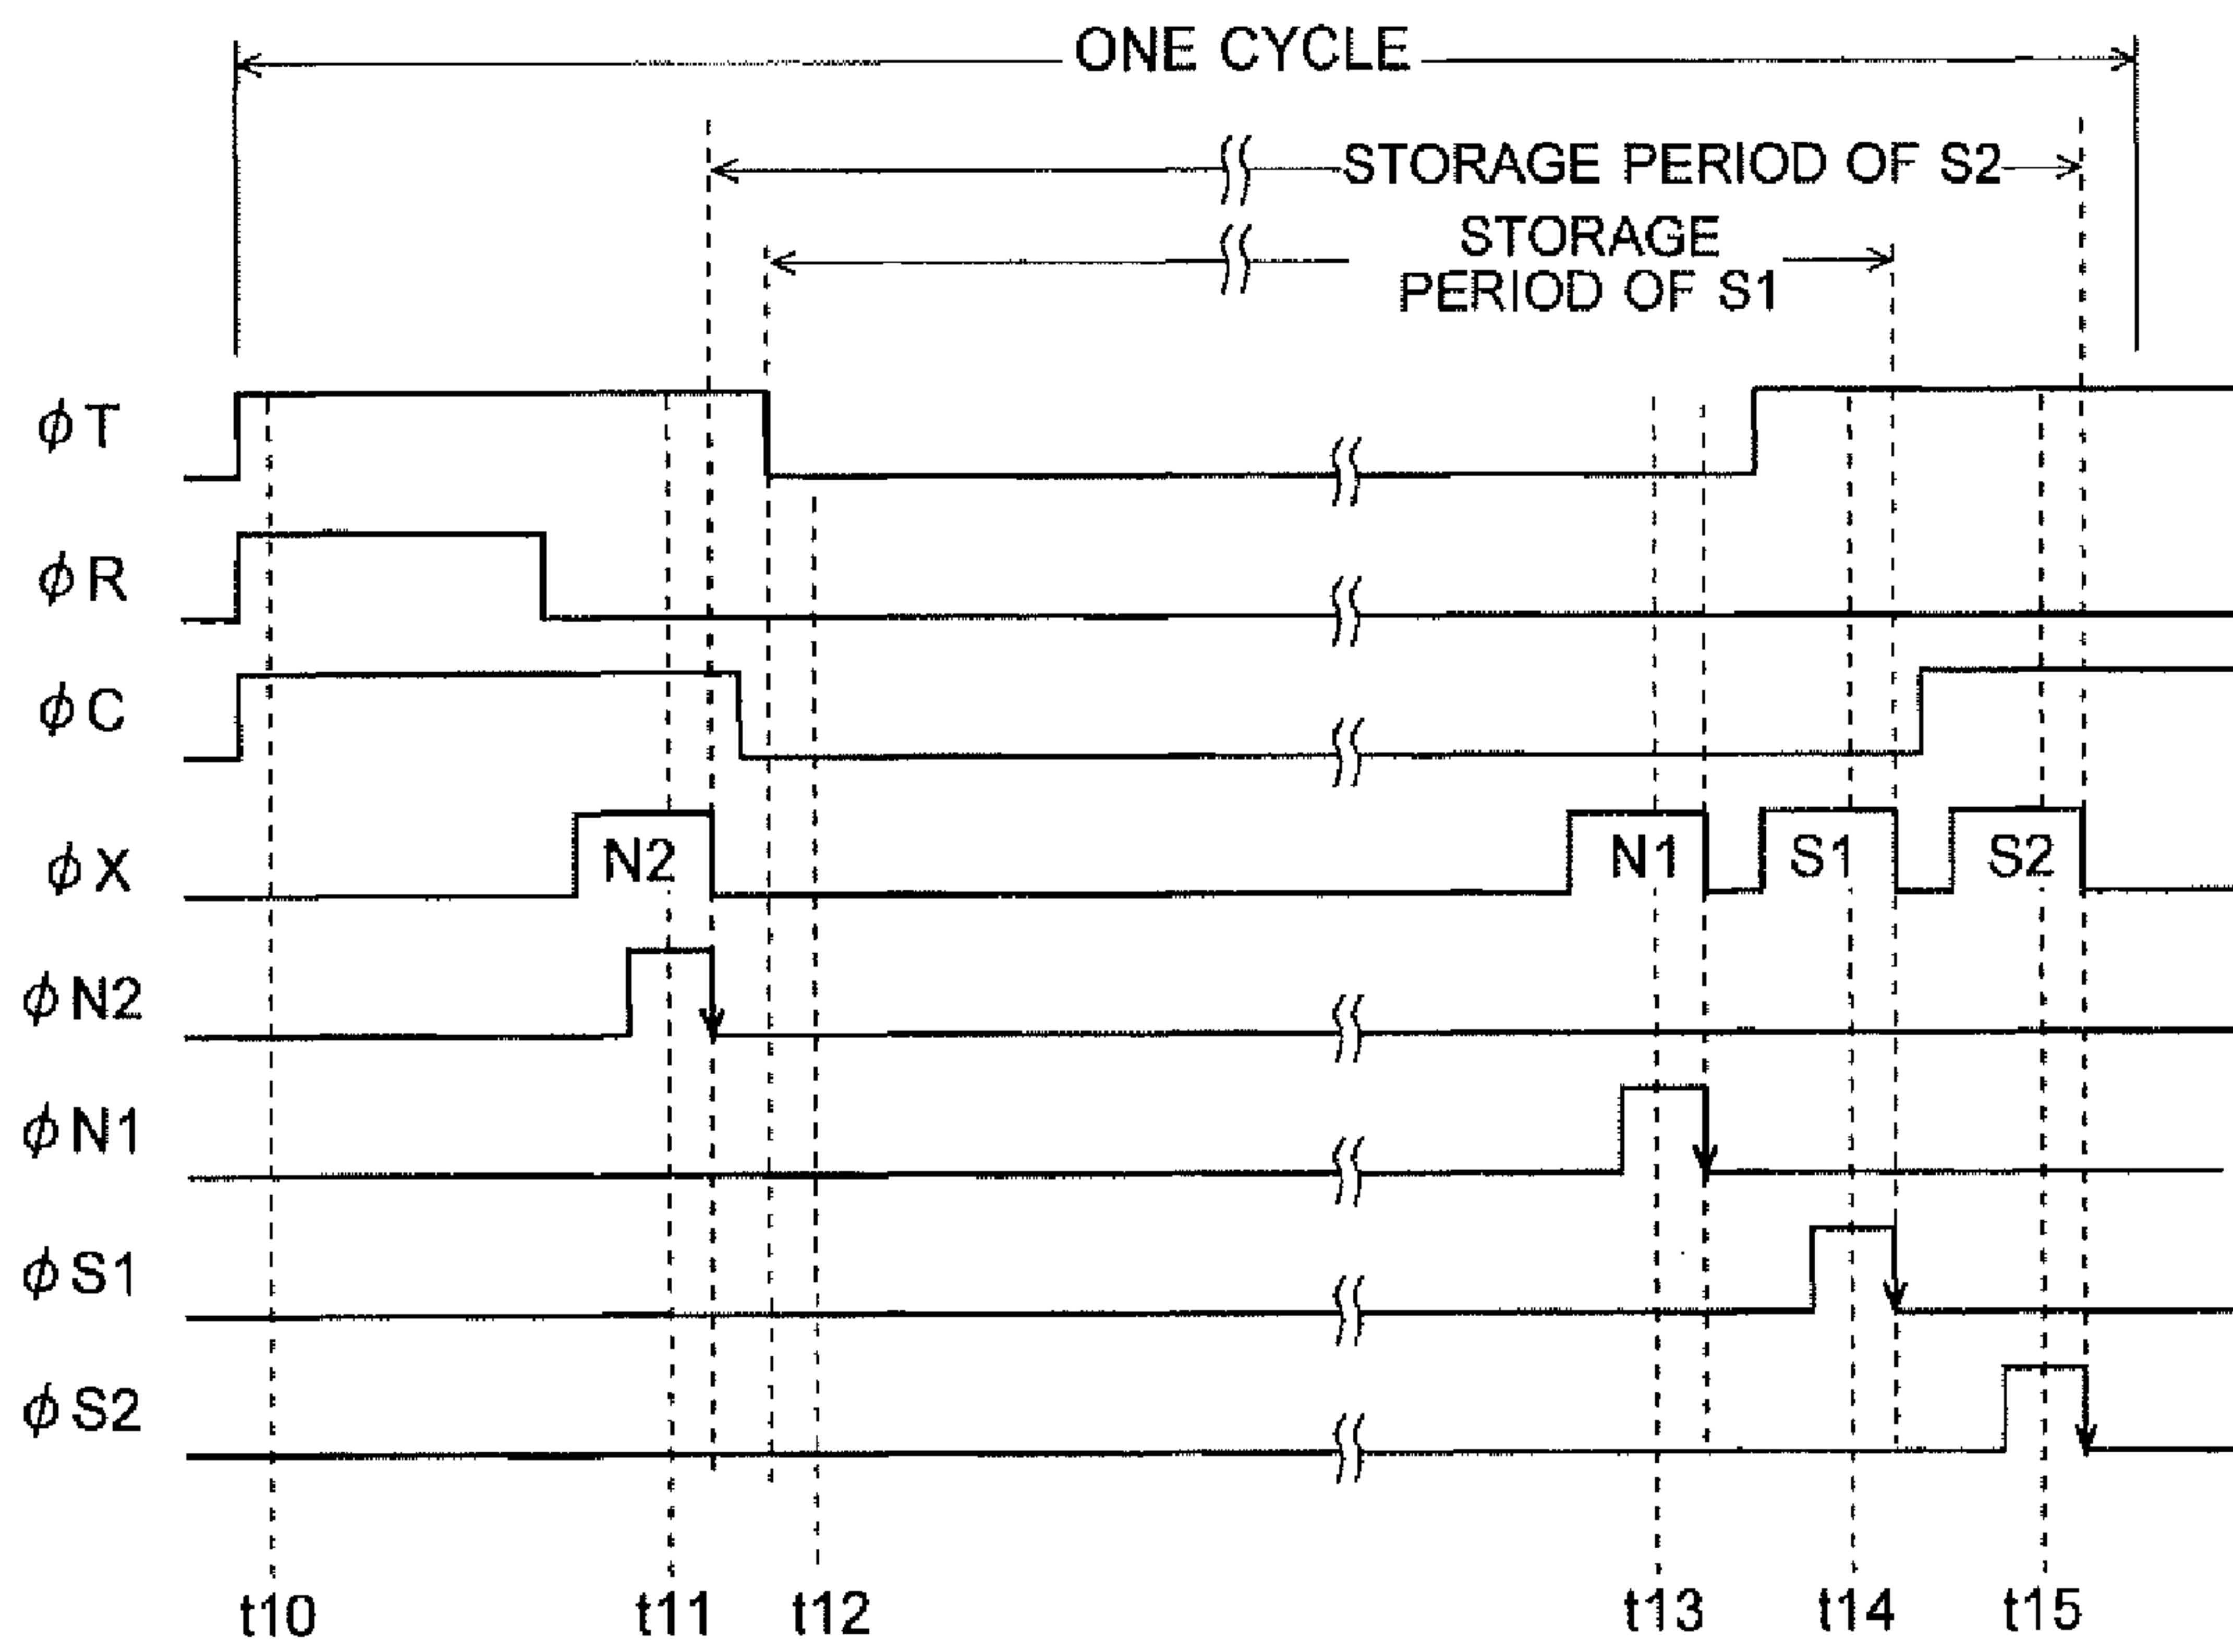 ONE CYCLE
STORAGE PERIOD OF S2
STORAGE
PERIOD OF S1
ϕT
ϕR
ϕC
ϕX
N2
N1
S1
S2
ϕN2
ϕN1
ϕS1
ϕS2
t10
t11
t12
t13
t14
t15